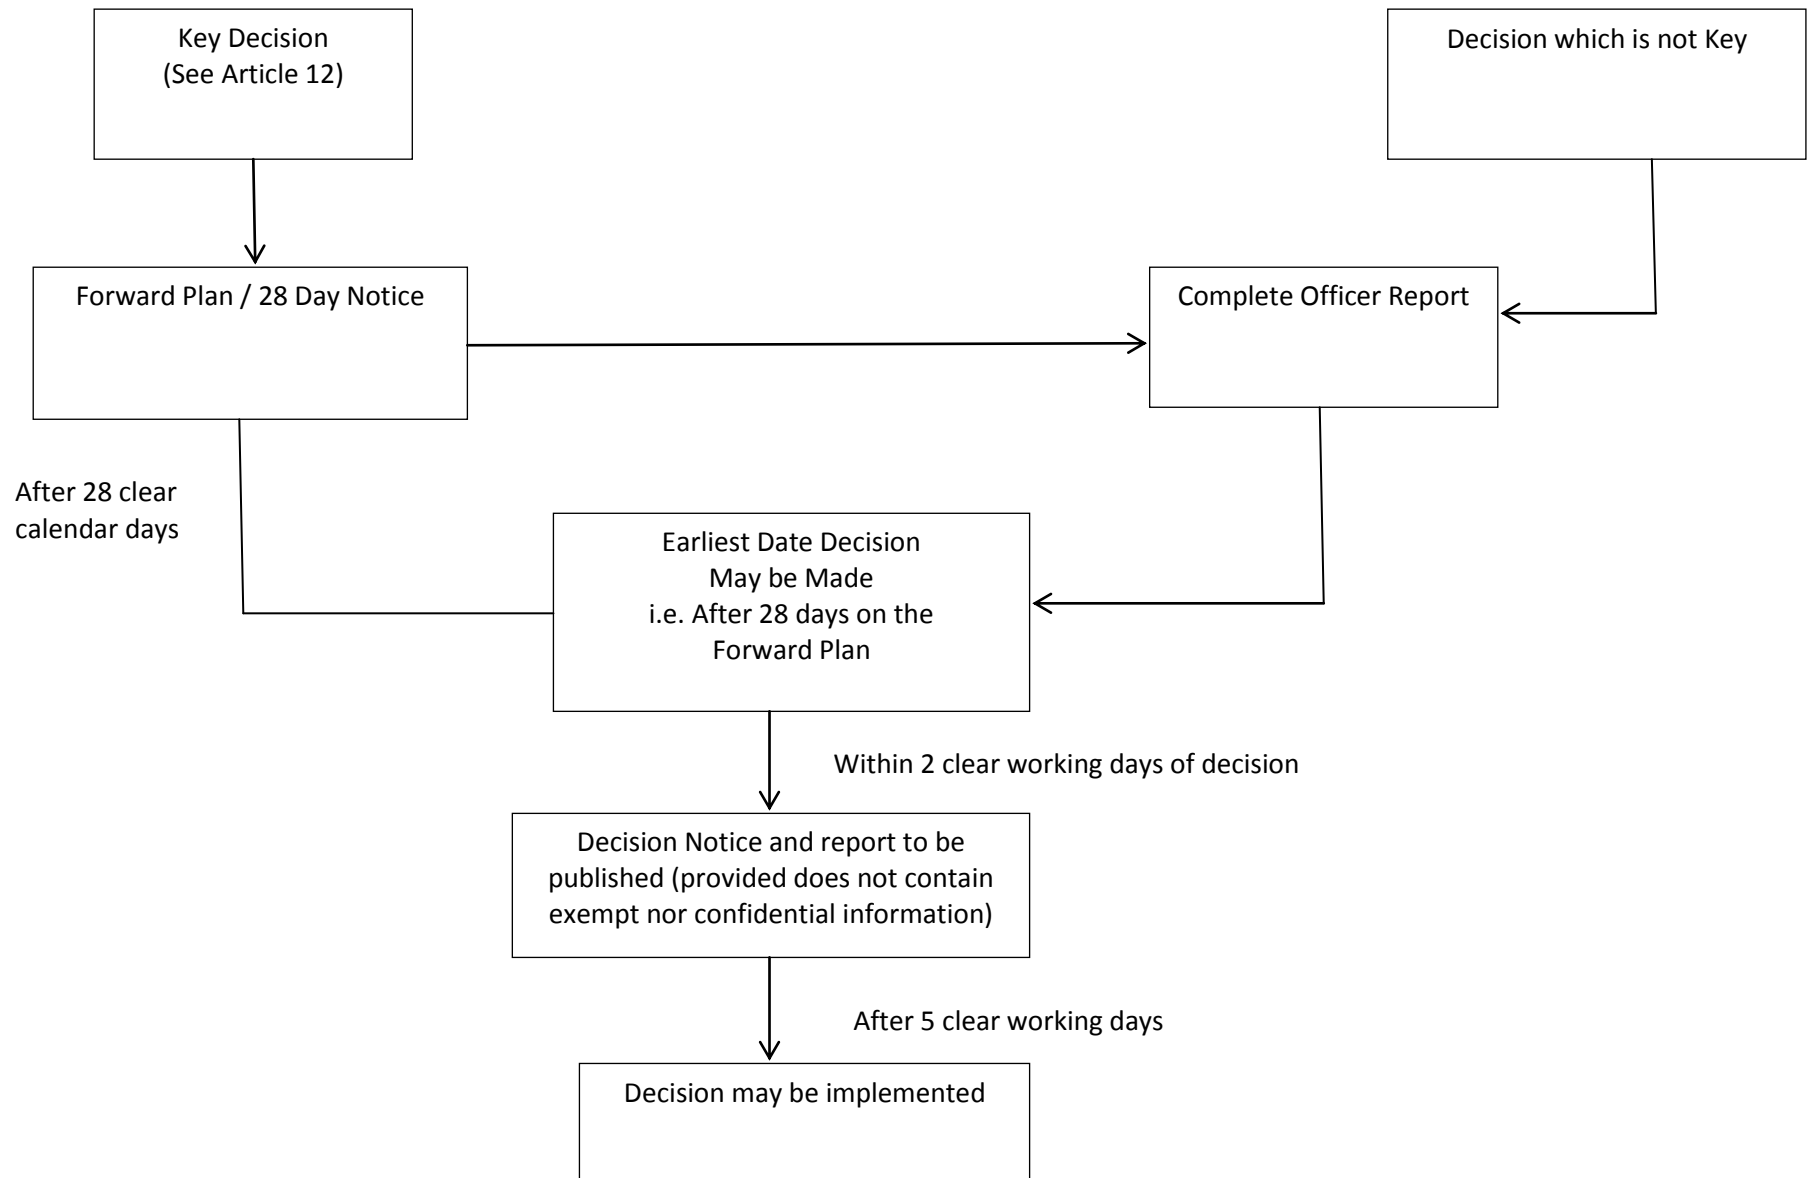 Key Decision
(See Article 12)
Decision which is not Key
Forward Plan / 28 Day Notice
Complete Officer Report
After 28 clear
calendar days
Earliest Date Decision
May be Made
i.e. After 28 days on the
Forward Plan
Within 2 clear working days of decision
Decision Notice and report to be
published (provided does not contain
exempt nor confidential information)
After 5 clear working days
Decision may be implemented